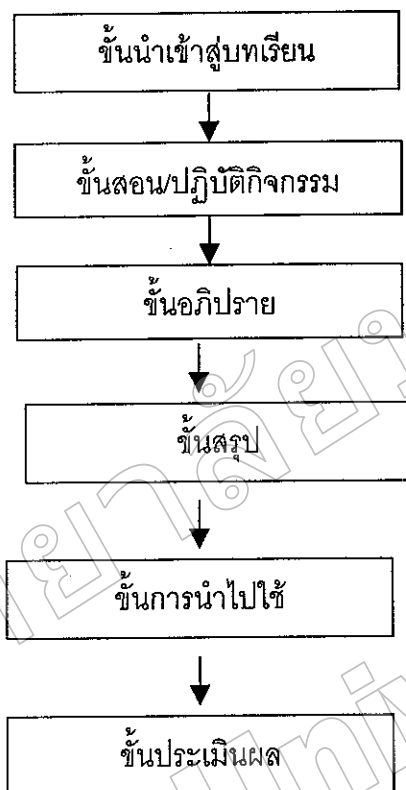 ขั้นนำเข้าสู่บทเรียน
ขั้นสอน/ปฏิบัติกิจกรรม
ขั้นอภิปราย
ขั้นสรุป
ขั้นการนำไปใช้
ขั้นประเมินผล